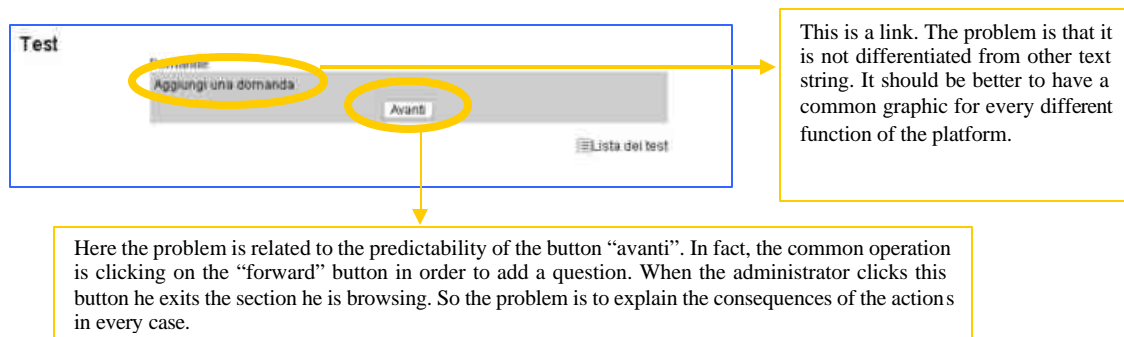 Test
Aggiungi una domanda
Avanti
Lista dei test
This is a link. The problem is that it
is not differentiated from other text
string. It should be better to have a
common graphic for every different
function of the platform.
Here the problem is related to the predictability of the button “avanti”. In fact, the common operation
is clicking on the “forward” button in order to add a question. When the administrator clicks this
button he exits the section he is browsing. So the problem is to explain the consequences of the actions
in every case.